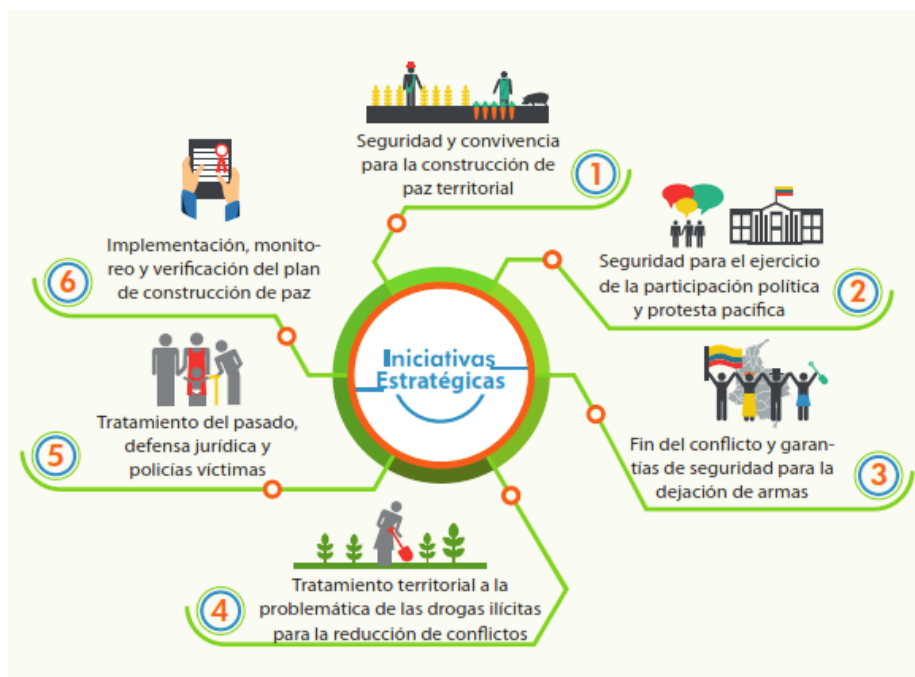 Iniciativas
Estratégicas
Seguridad y convivencia
para la construcción de
paz territorial
1
Seguridad para el ejercicio
de la participación política
y protesta pacífica
2
Fin del conflicto y garan-
tías de seguridad para la
dejación de armas
3
Tratamiento territorial a la
problemática de las drogas ilícitas
para la reducción de conflictos
4
Tratamiento del pasado,
defensa jurídica y
policías víctimas
5
Implementación, monito-
reo y verificación del plan
de construcción de paz
6